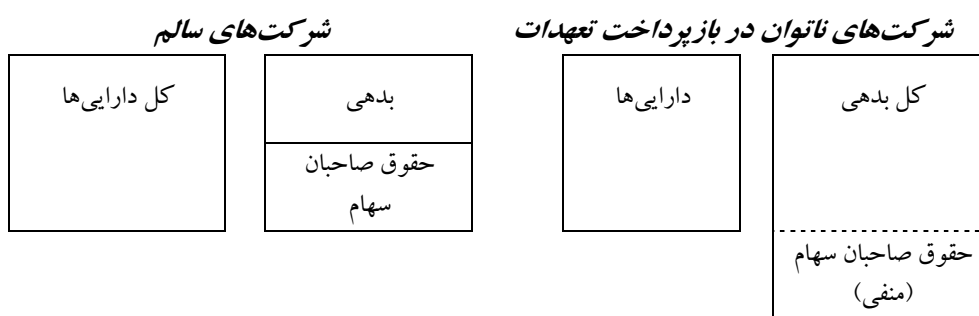 شرکت‌های ناتوان در بازپرداخت تعهدات
شرکت‌های سالم
کل بدهی
دارایی‌ها
حقوق صاحبان سهام
(منفی)
بدهی
حقوق صاحبان
سهام
کل دارایی‌ها